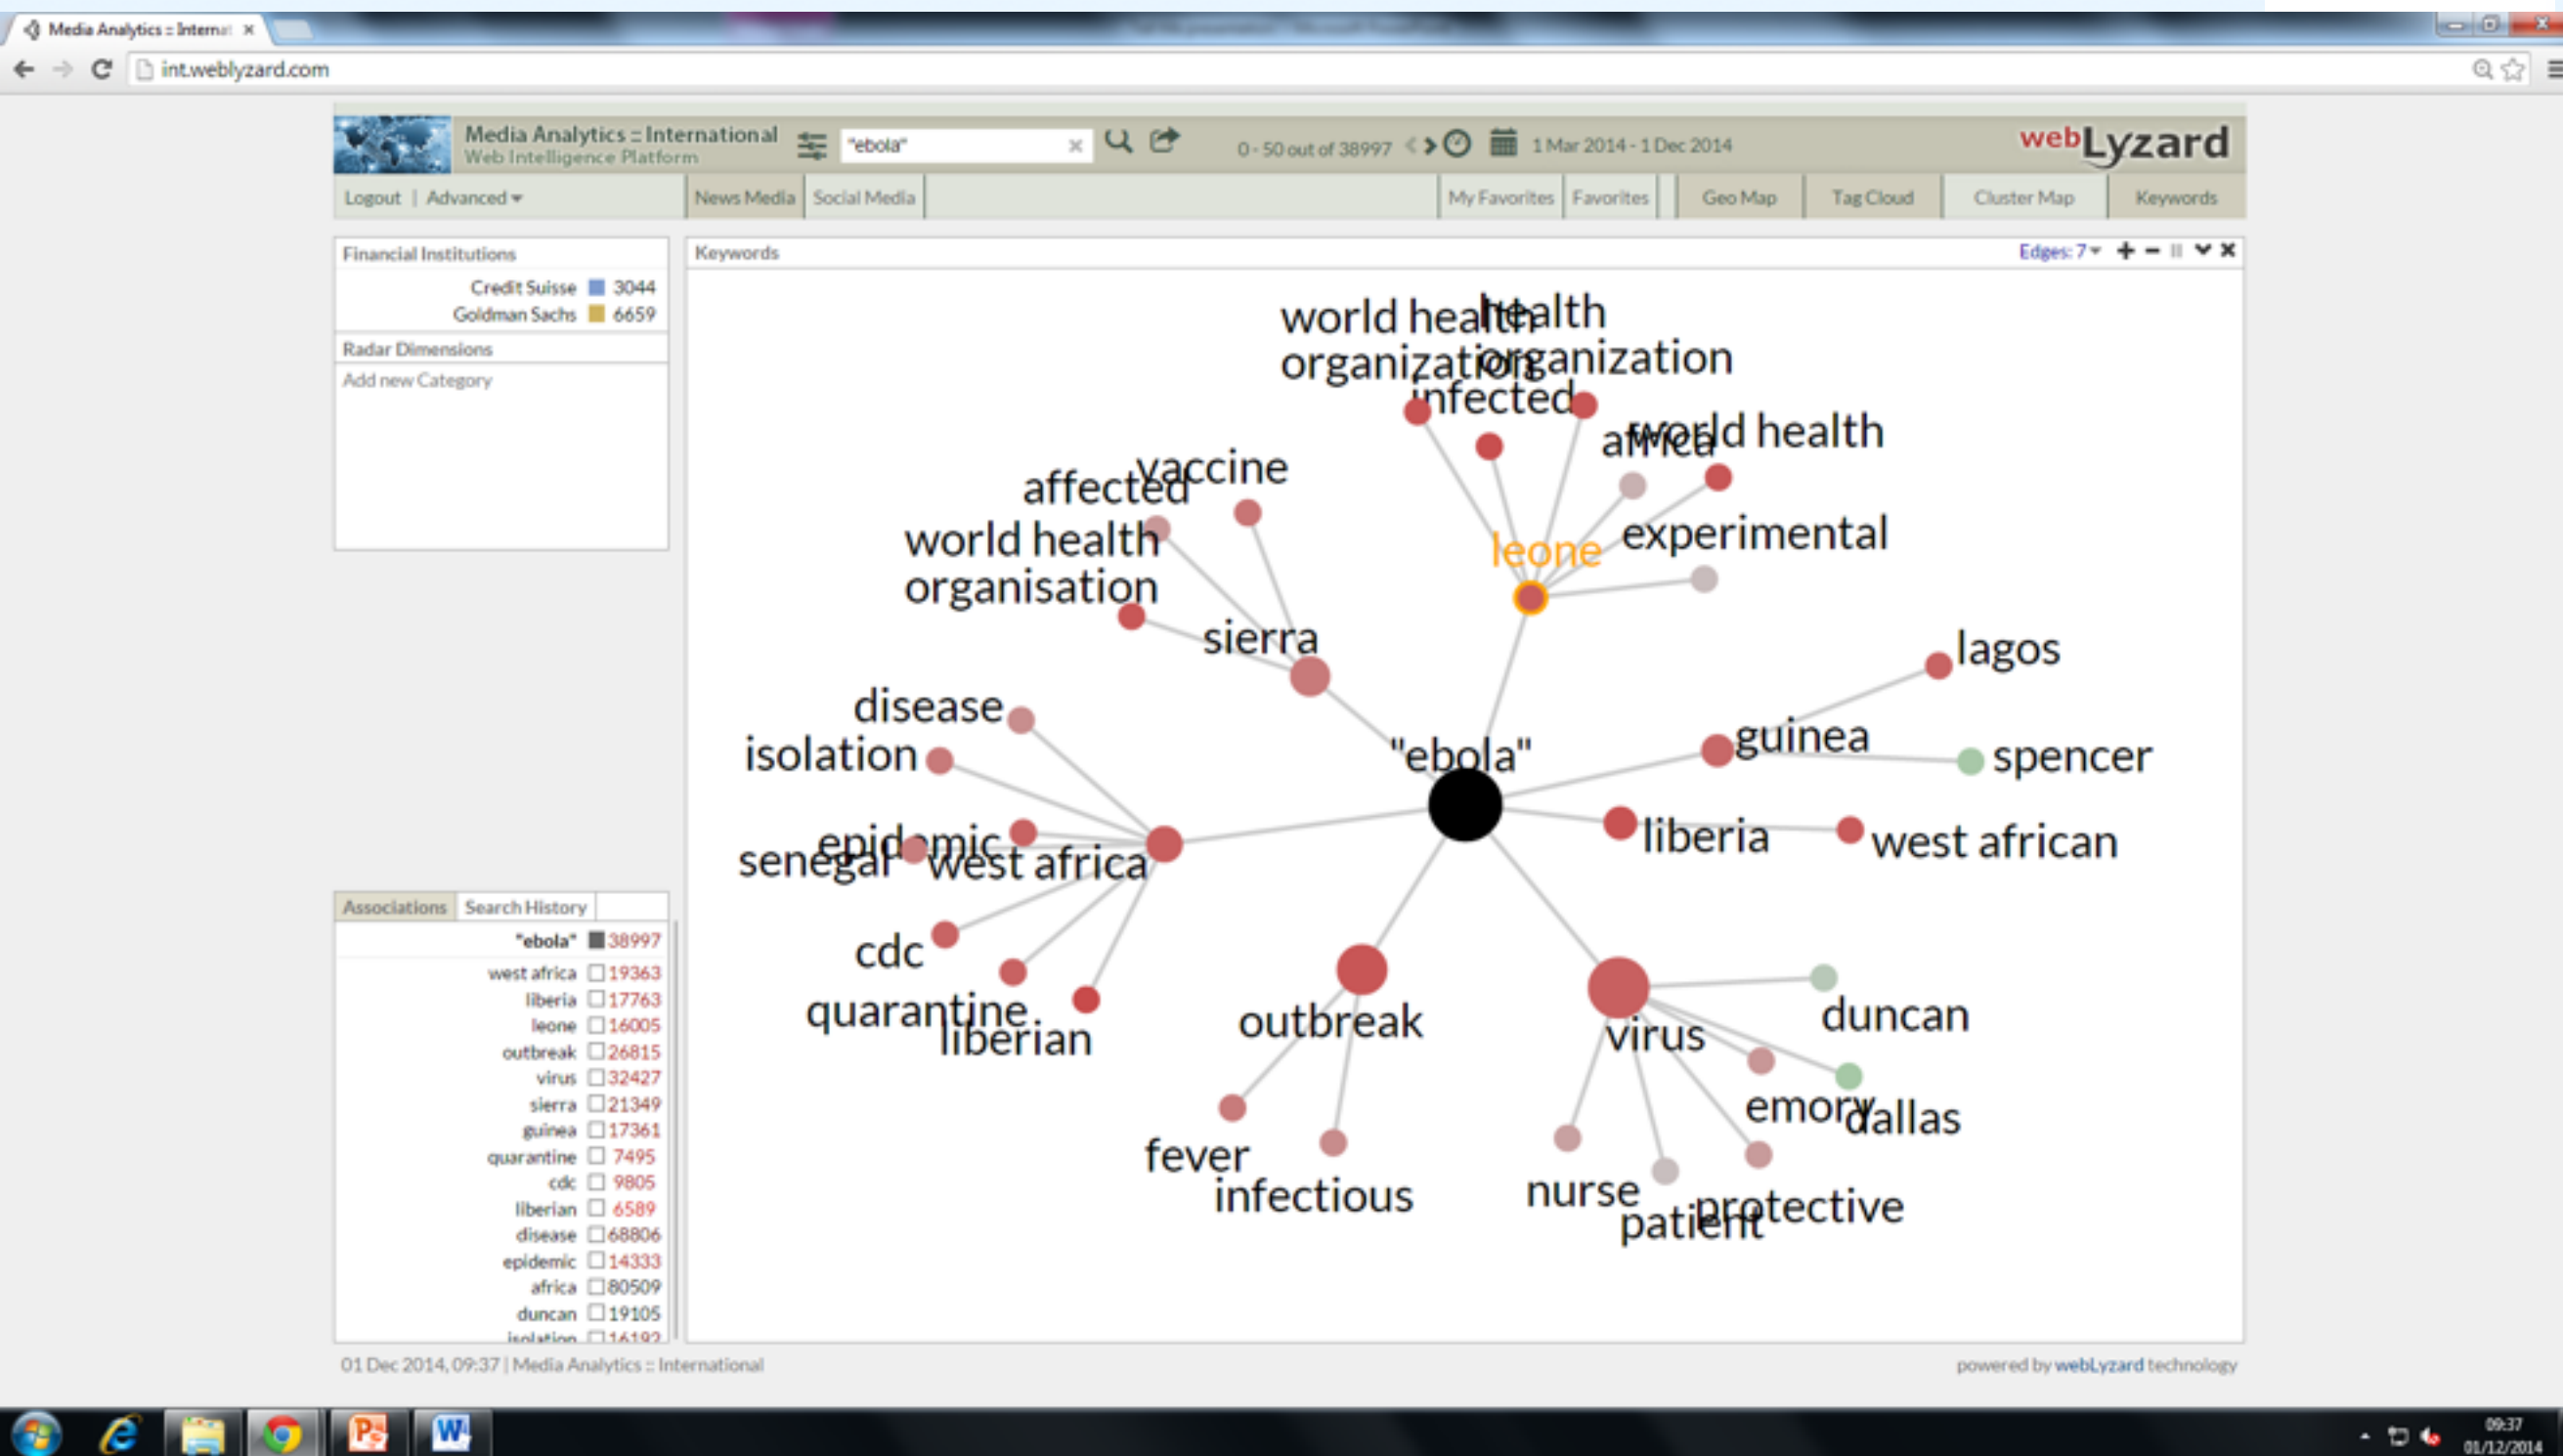 Media Analytics :: Internat
int.weblyzard.com
Media Analytics :: International
Web Intelligence Platform
"ebola"
0 - 50 out of 38997
1 Mar 2014 - 1 Dec 2014
webLyzard
Logout | Advanced
News Media
Social Media
My Favorites
Favorites
Geo Map
Tag Cloud
Cluster Map
Keywords
Financial Institutions
Credit Suisse 3044
Goldman Sachs 6659
Radar Dimensions
Add new Category
Keywords
Edges: 7
world health
organization
health
organization
infected
africa
world health
experimental
leone
vaccine
affected
world health
organisation
sierra
lagos
guinea
spencer
"ebola"
liberia
west african
disease
isolation
epidemic
senegal
west africa
cdc
quarantine
liberian
outbreak
fever
infectious
virus
duncan
emory
dallas
nurse
patient
protective
Associations
Search History
"ebola" 38997
west africa 19363
liberia 17763
leone 16005
outbreak 26815
virus 32427
sierra 21349
guinea 17361
quarantine 7495
cdc 9805
liberian 6589
disease 68806
epidemic 14333
africa 80509
duncan 19105
isolation 16192
01 Dec 2014, 09:37 | Media Analytics :: International
powered by webLyzard technology
09:37
01/12/2014